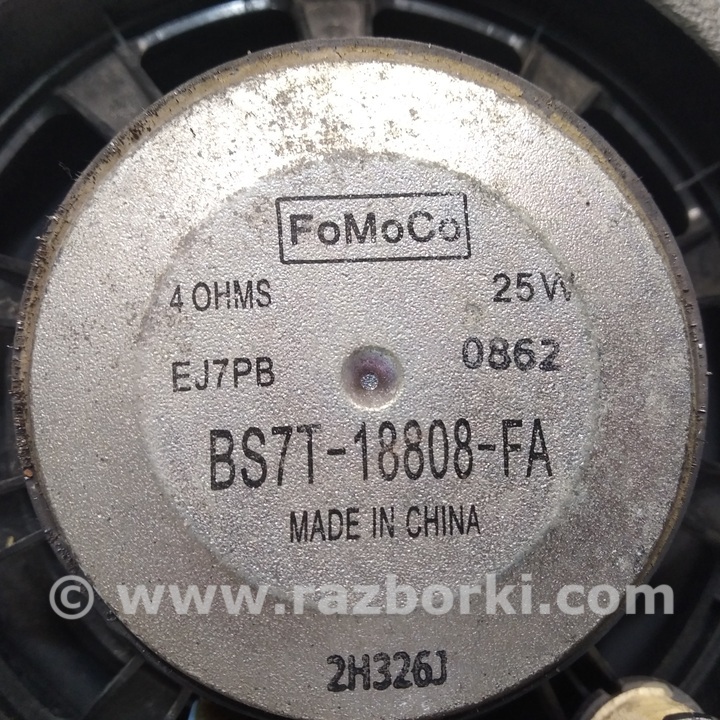 FoMoCo
4 OHMS 25W
EJ7PB 0862
BS7T-18808-FA
MADE IN CHINA
© www.razborki.com
2H326J